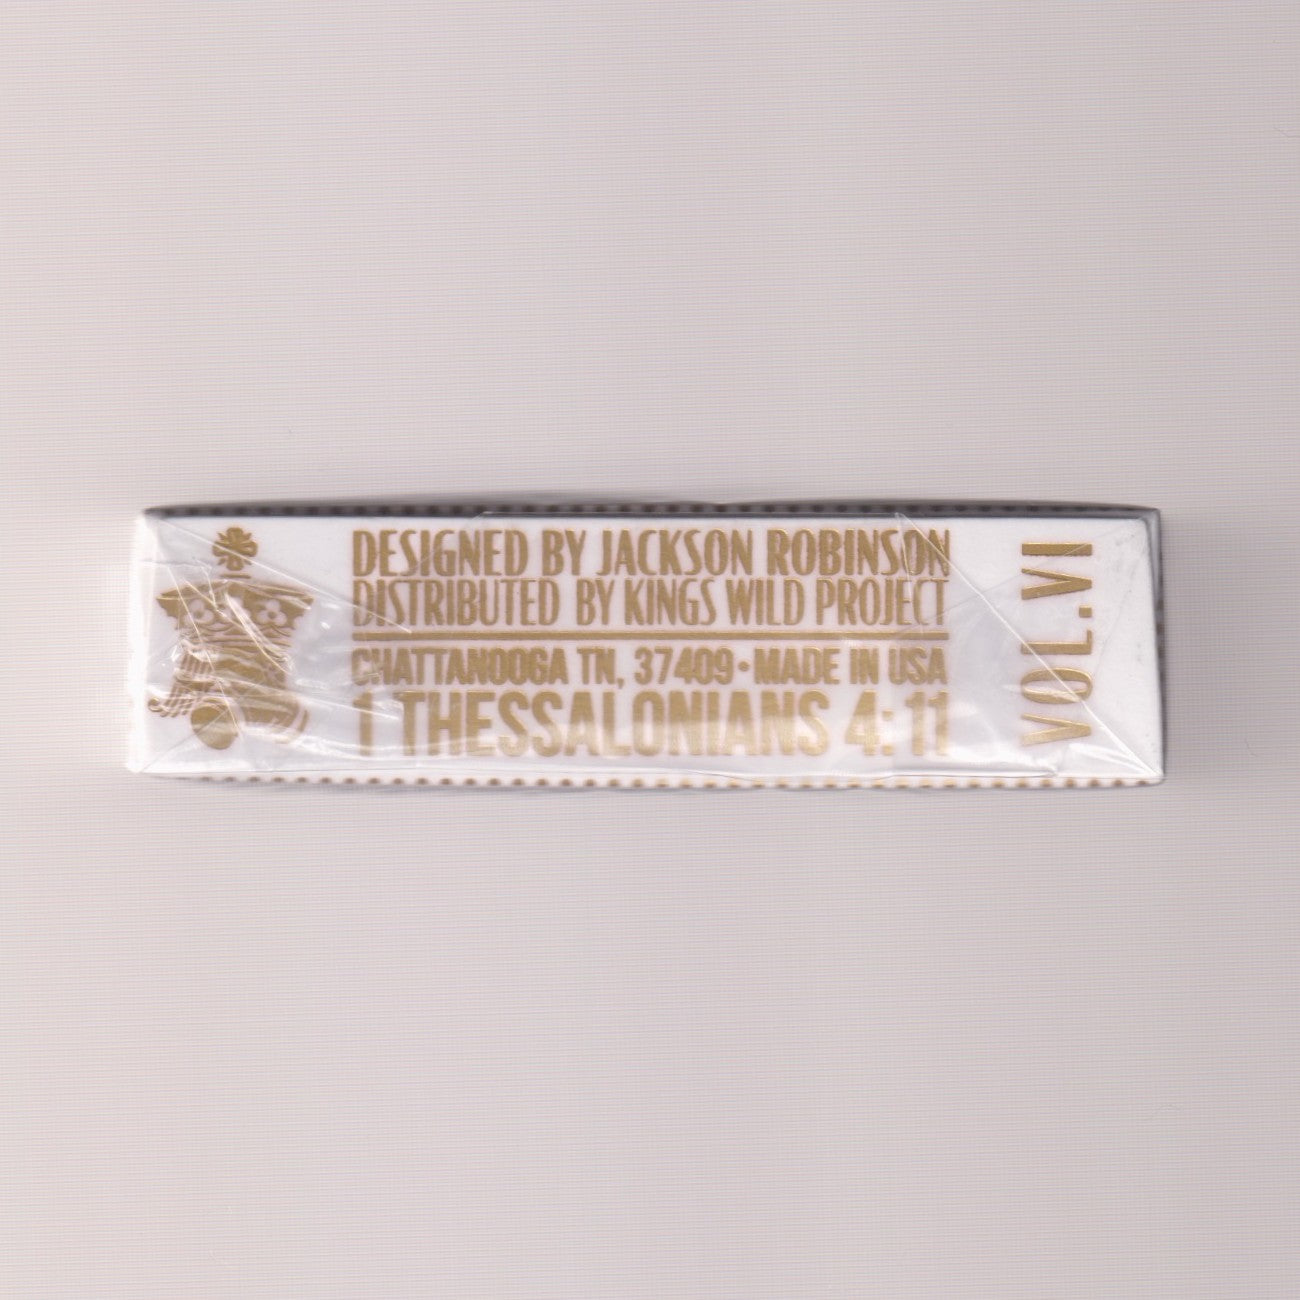 DESIGNED BY JACKSON ROBINSON
DISTRIBUTED BY KINGS WILD PROJECT
CHATTANOOGA TN, 37409 • MADE IN USA
1 THESSALONIANS 4:11
VOL.VI